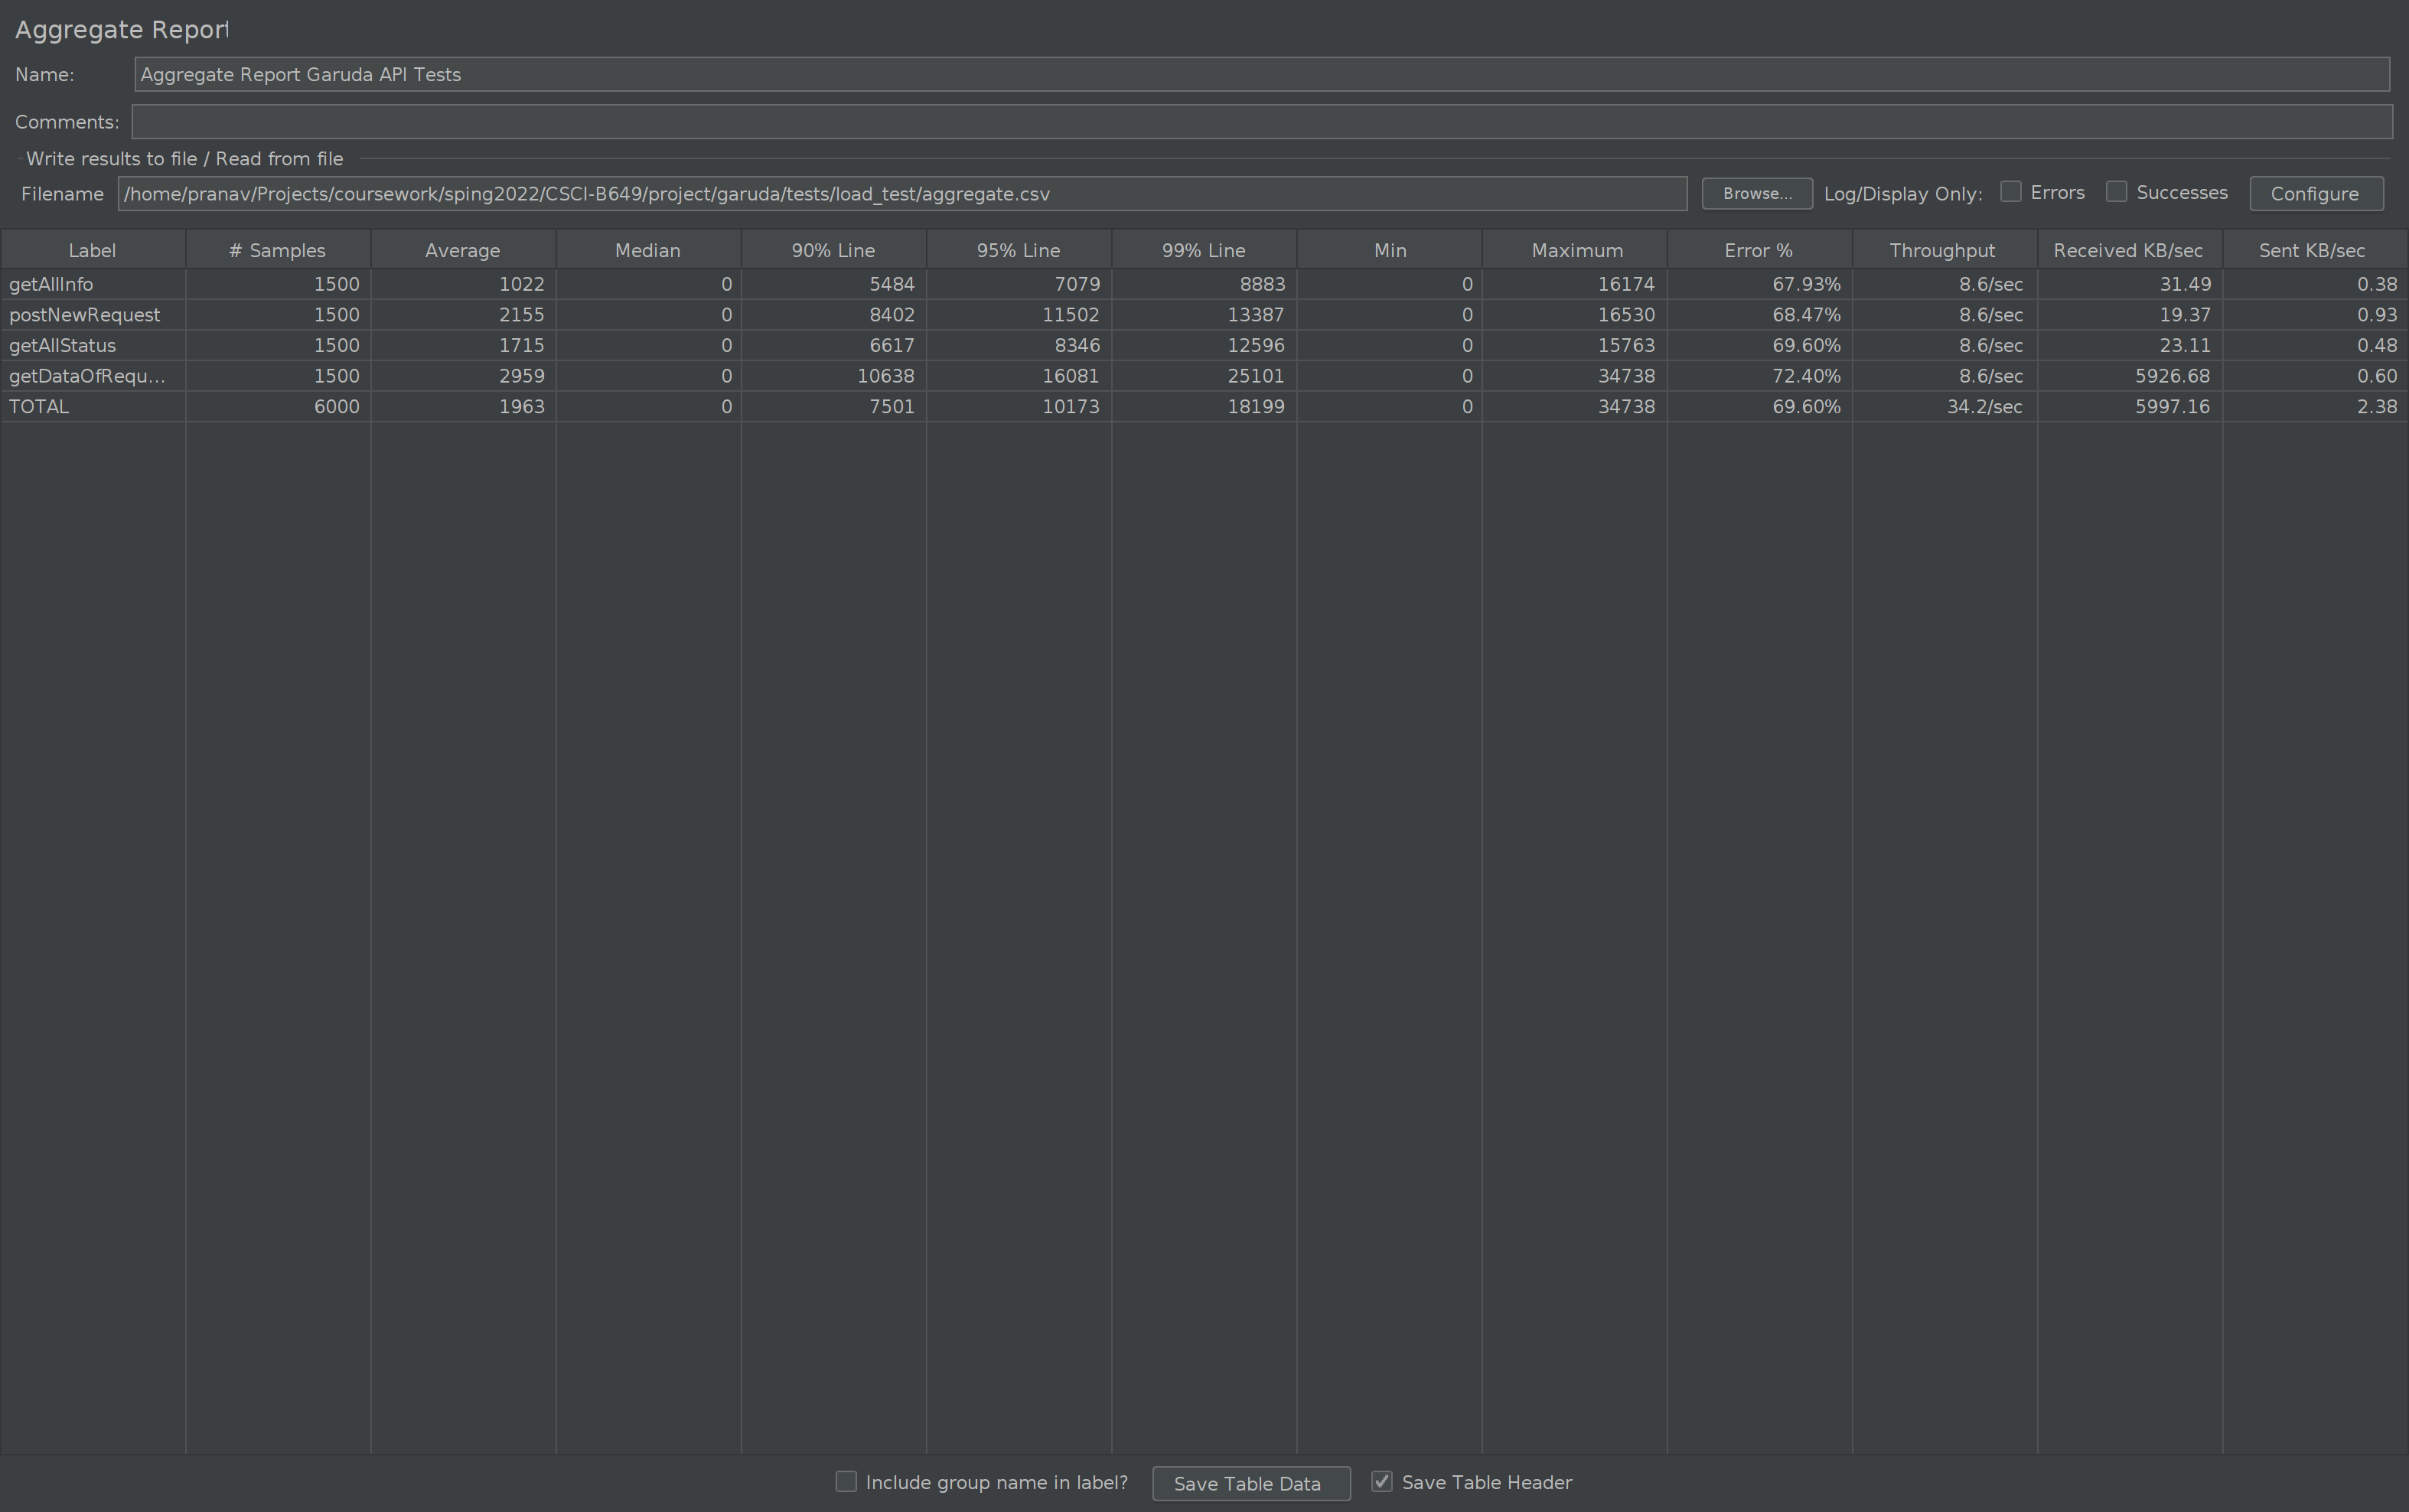 Aggregate Report
Name: Aggregate Report Garuda API Tests
Comments:
Write results to file / Read from file
Filename /home/pranav/Projects/coursework/sping2022/CSCI-B649/project/garuda/tests/load_test/aggregate.csv Browse... Log/Display Only: Errors Successes Configure
Label # Samples Average Median 90% Line 95% Line 99% Line Min Maximum Error % Throughput Received KB/sec Sent KB/sec
getAllInfo 1500 1022 0 5484 7079 8883 0 16174 67.93% 8.6/sec 31.49 0.38
postNewRequest 1500 2155 0 8402 11502 13387 0 16530 68.47% 8.6/sec 19.37 0.93
getAllStatus 1500 1715 0 6617 8346 12596 0 15763 69.60% 8.6/sec 23.11 0.48
getDataOfRequ... 1500 2959 0 10638 16081 25101 0 34738 72.40% 8.6/sec 5926.68 0.60
TOTAL 6000 1963 0 7501 10173 18199 0 34738 69.60% 34.2/sec 5997.16 2.38
Include group name in label? Save Table Data Save Table Header